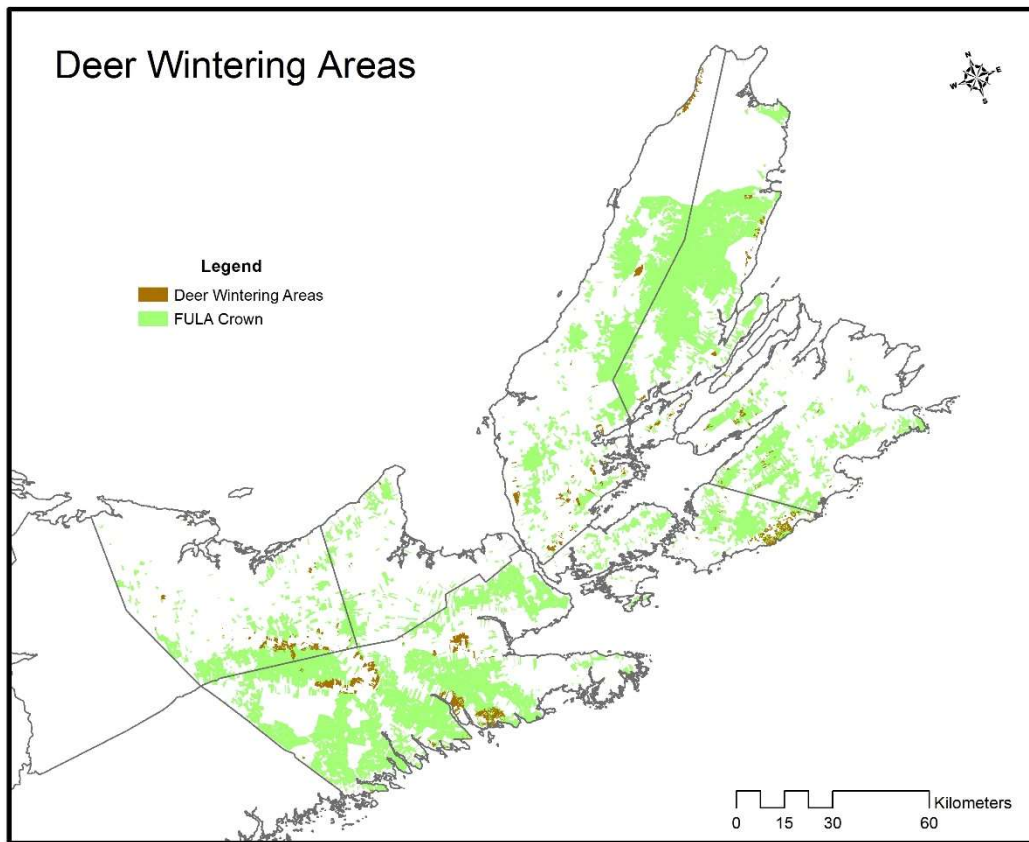 Deer Wintering Areas
N
W E
S
Legend
Deer Wintering Areas
FULA Crown
Kilometers
0 15 30 60